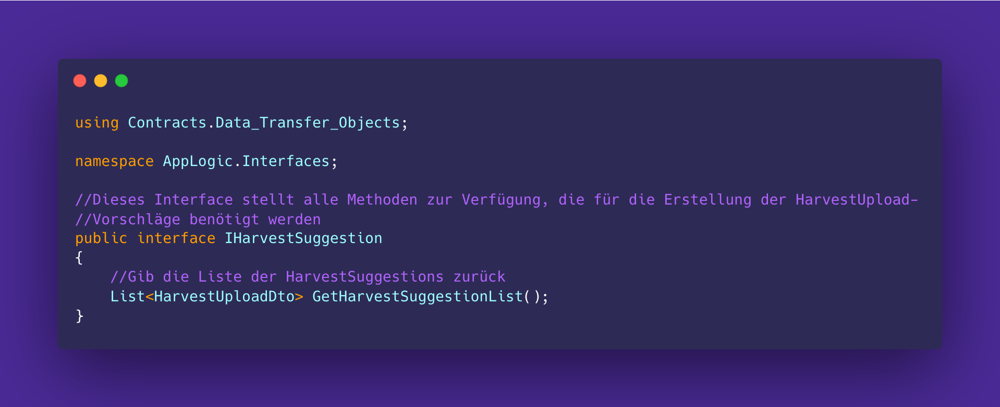 using Contracts.Data_Transfer_Objects;
namespace AppLogic.Interfaces;
//Dieses Interface stellt alle Methoden zur Verfügung, die für die Erstellung der HarvestUpload-
//Vorschläge benötigt werden
public interface IHarvestSuggestion
{
    //Gib die Liste der HarvestSuggestions zurück
    List<HarvestUploadDto> GetHarvestSuggestionList();
}